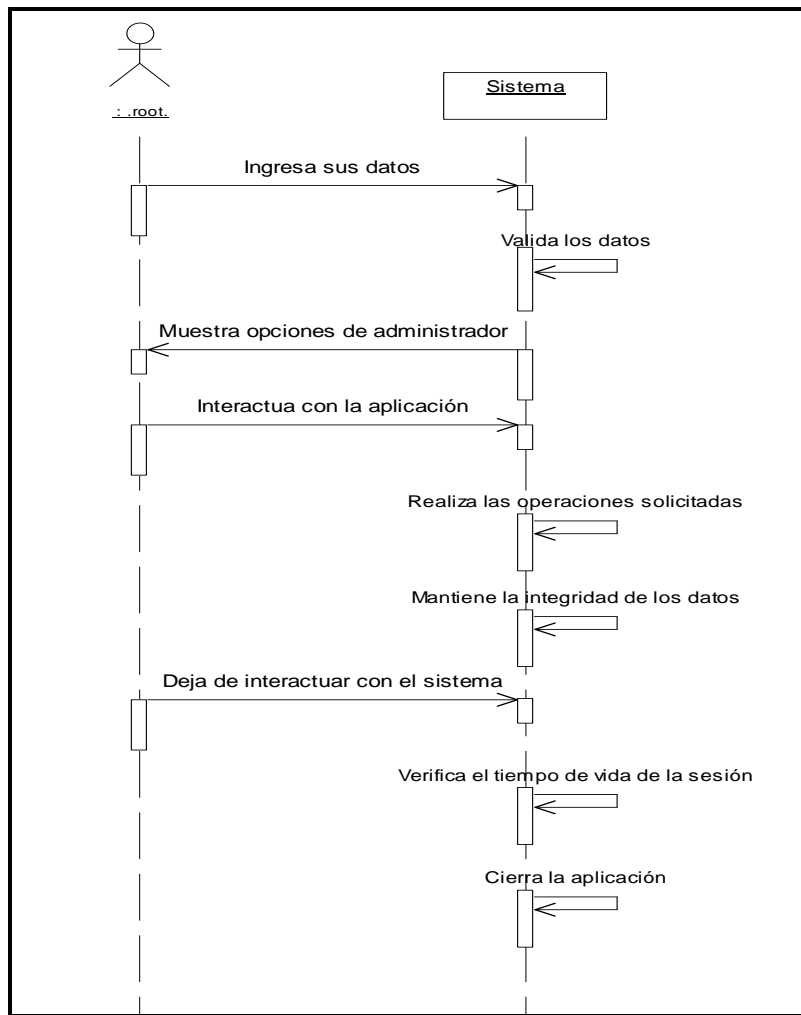 : .root.
Sistema
Ingresa sus datos
Valida los datos
Muestra opciones de administrador
Interactua con la aplicación
Realiza las operaciones solicitadas
Mantiene la integridad de los datos
Deja de interactuar con el sistema
Verifica el tiempo de vida de la sesión
Cierra la aplicación